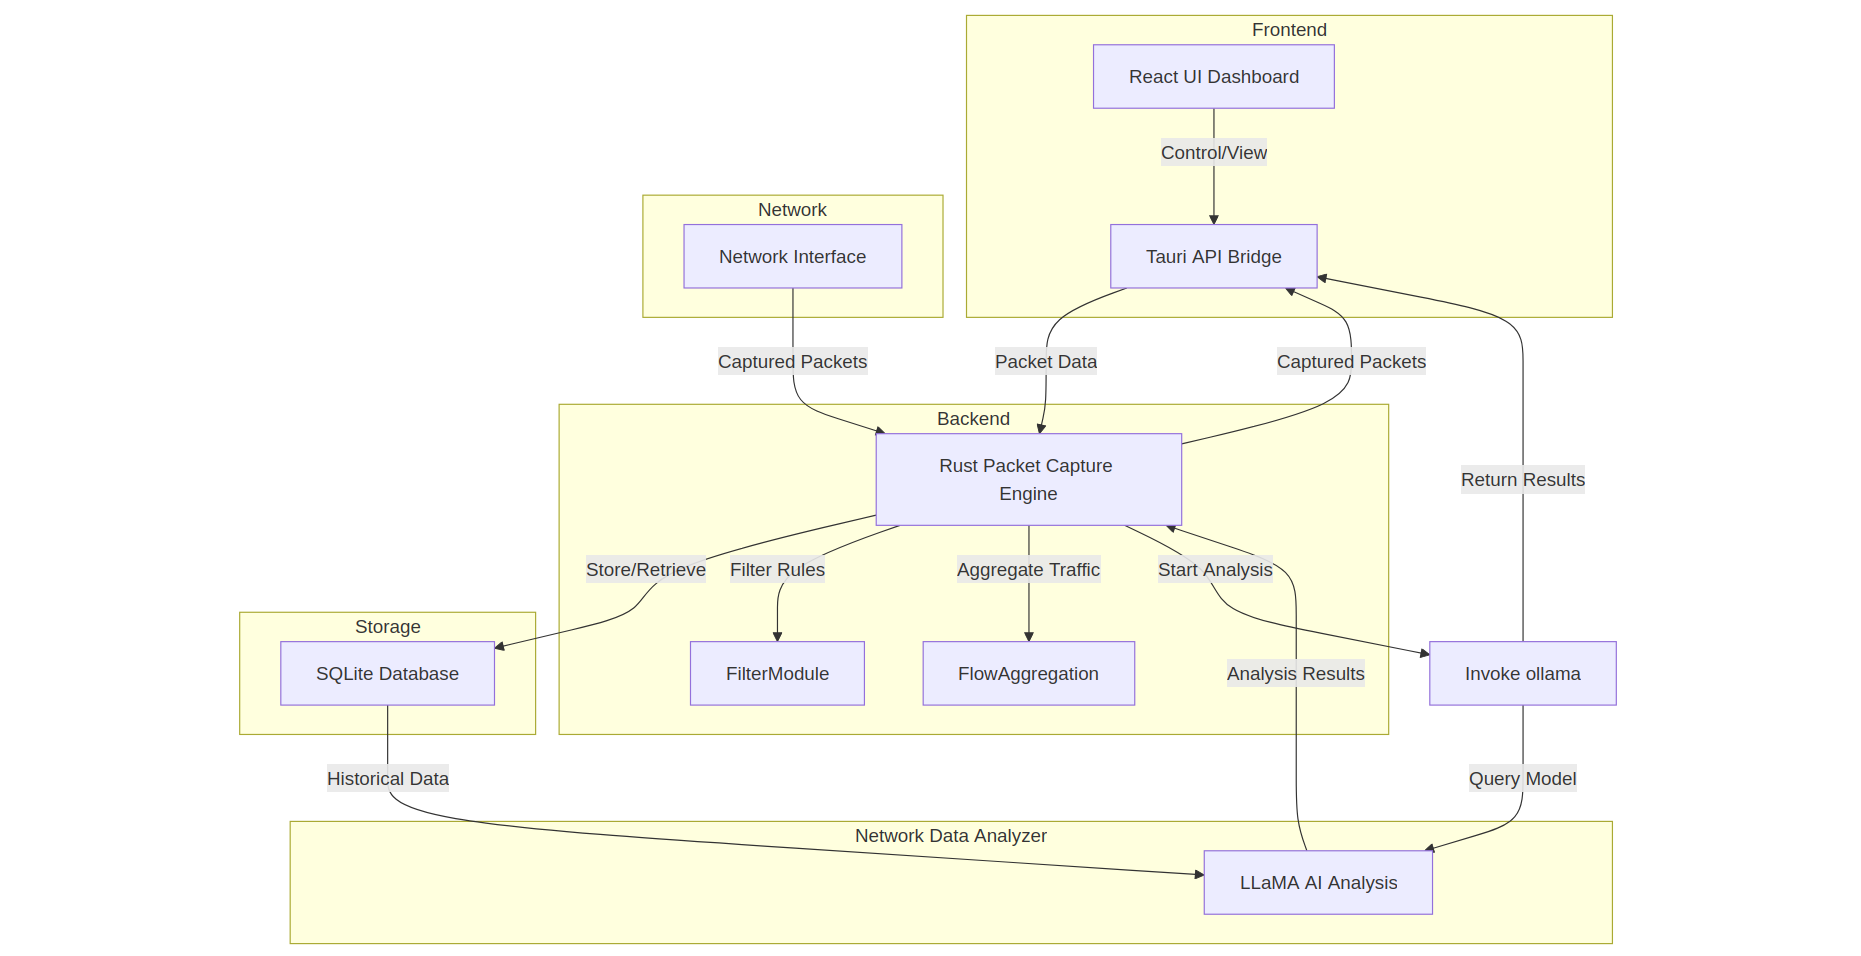 Frontend
React UI Dashboard
Control/View
Network
Network Interface
Tauri API Bridge
Captured Packets
Packet Data
Captured Packets
Backend
Rust Packet Capture
Engine
Return Results
Store/Retrieve
Filter Rules
Aggregate Traffic
Start Analysis
Storage
SQLite Database
FilterModule
FlowAggregation
Analysis Results
Invoke ollama
Historical Data
Query Model
Network Data Analyzer
LLaMA AI Analysis